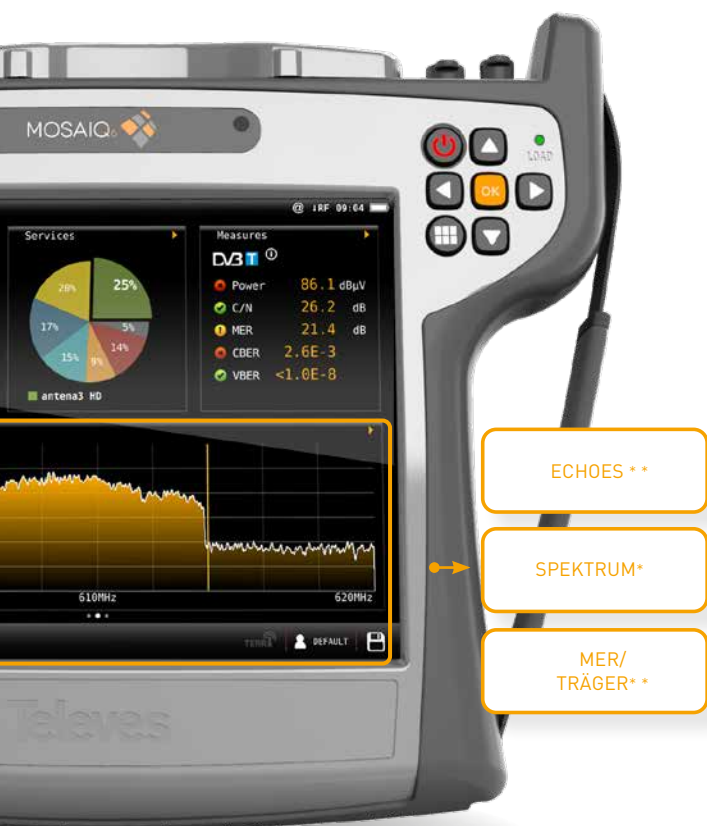 MOSAIQ6
LOAD
OK
@ ↓RF 09:04
Services
28%
25%
17%
5%
15%
9%
14%
antena3 HD
Measures
DVB T
Power 86.1 dBµV
C/N 26.2 dB
MER 21.4 dB
CBER 2.6E-3
VBER <1.0E-8
610MHz
620MHz
TERRA
DEFAULT
Televes
ECHOES **
SPEKTRUM*
MER/
TRÄGER**